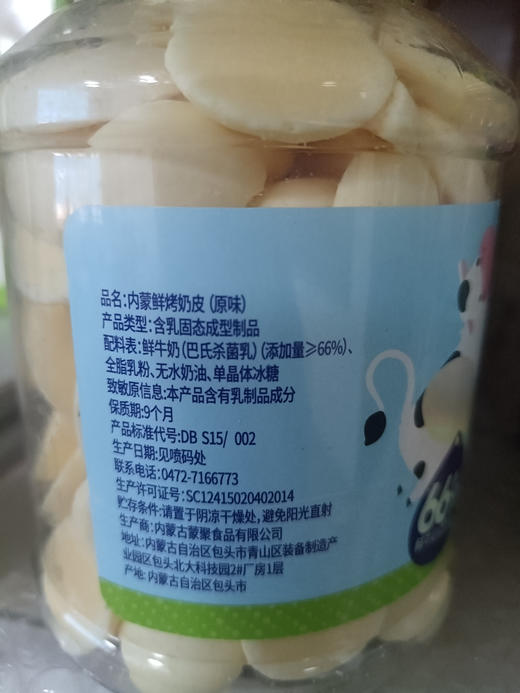 品名:内蒙鲜烤奶皮(原味)
产品类型:含乳固态成型制品
配料表:鲜牛奶(巴氏杀菌乳)(添加量≥66%)、
全脂乳粉、无水奶油、单晶体冰糖
致敏原信息:本产品含有乳制品成分
保质期:9个月
产品标准代号:DB S15/ 002
生产日期:见喷码处
联系电话:0472-7166773
生产许可证号:SC12415020402014
贮存条件:请置于阴凉干燥处,避免阳光直射
生产商:内蒙古蒙聚食品有限公司
地址:内蒙古自治区包头市青山区装备制造产
业园区包头北大科技园2#厂房1层
产地:内蒙古自治区包头市
66